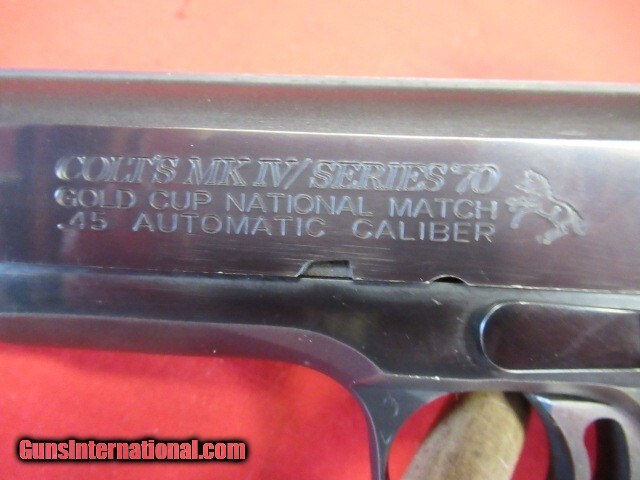 COLT'S MK IV/ SERIES '70
GOLD CUP NATIONAL MATCH
.45 AUTOMATIC CALIBER
GunsInternational.com